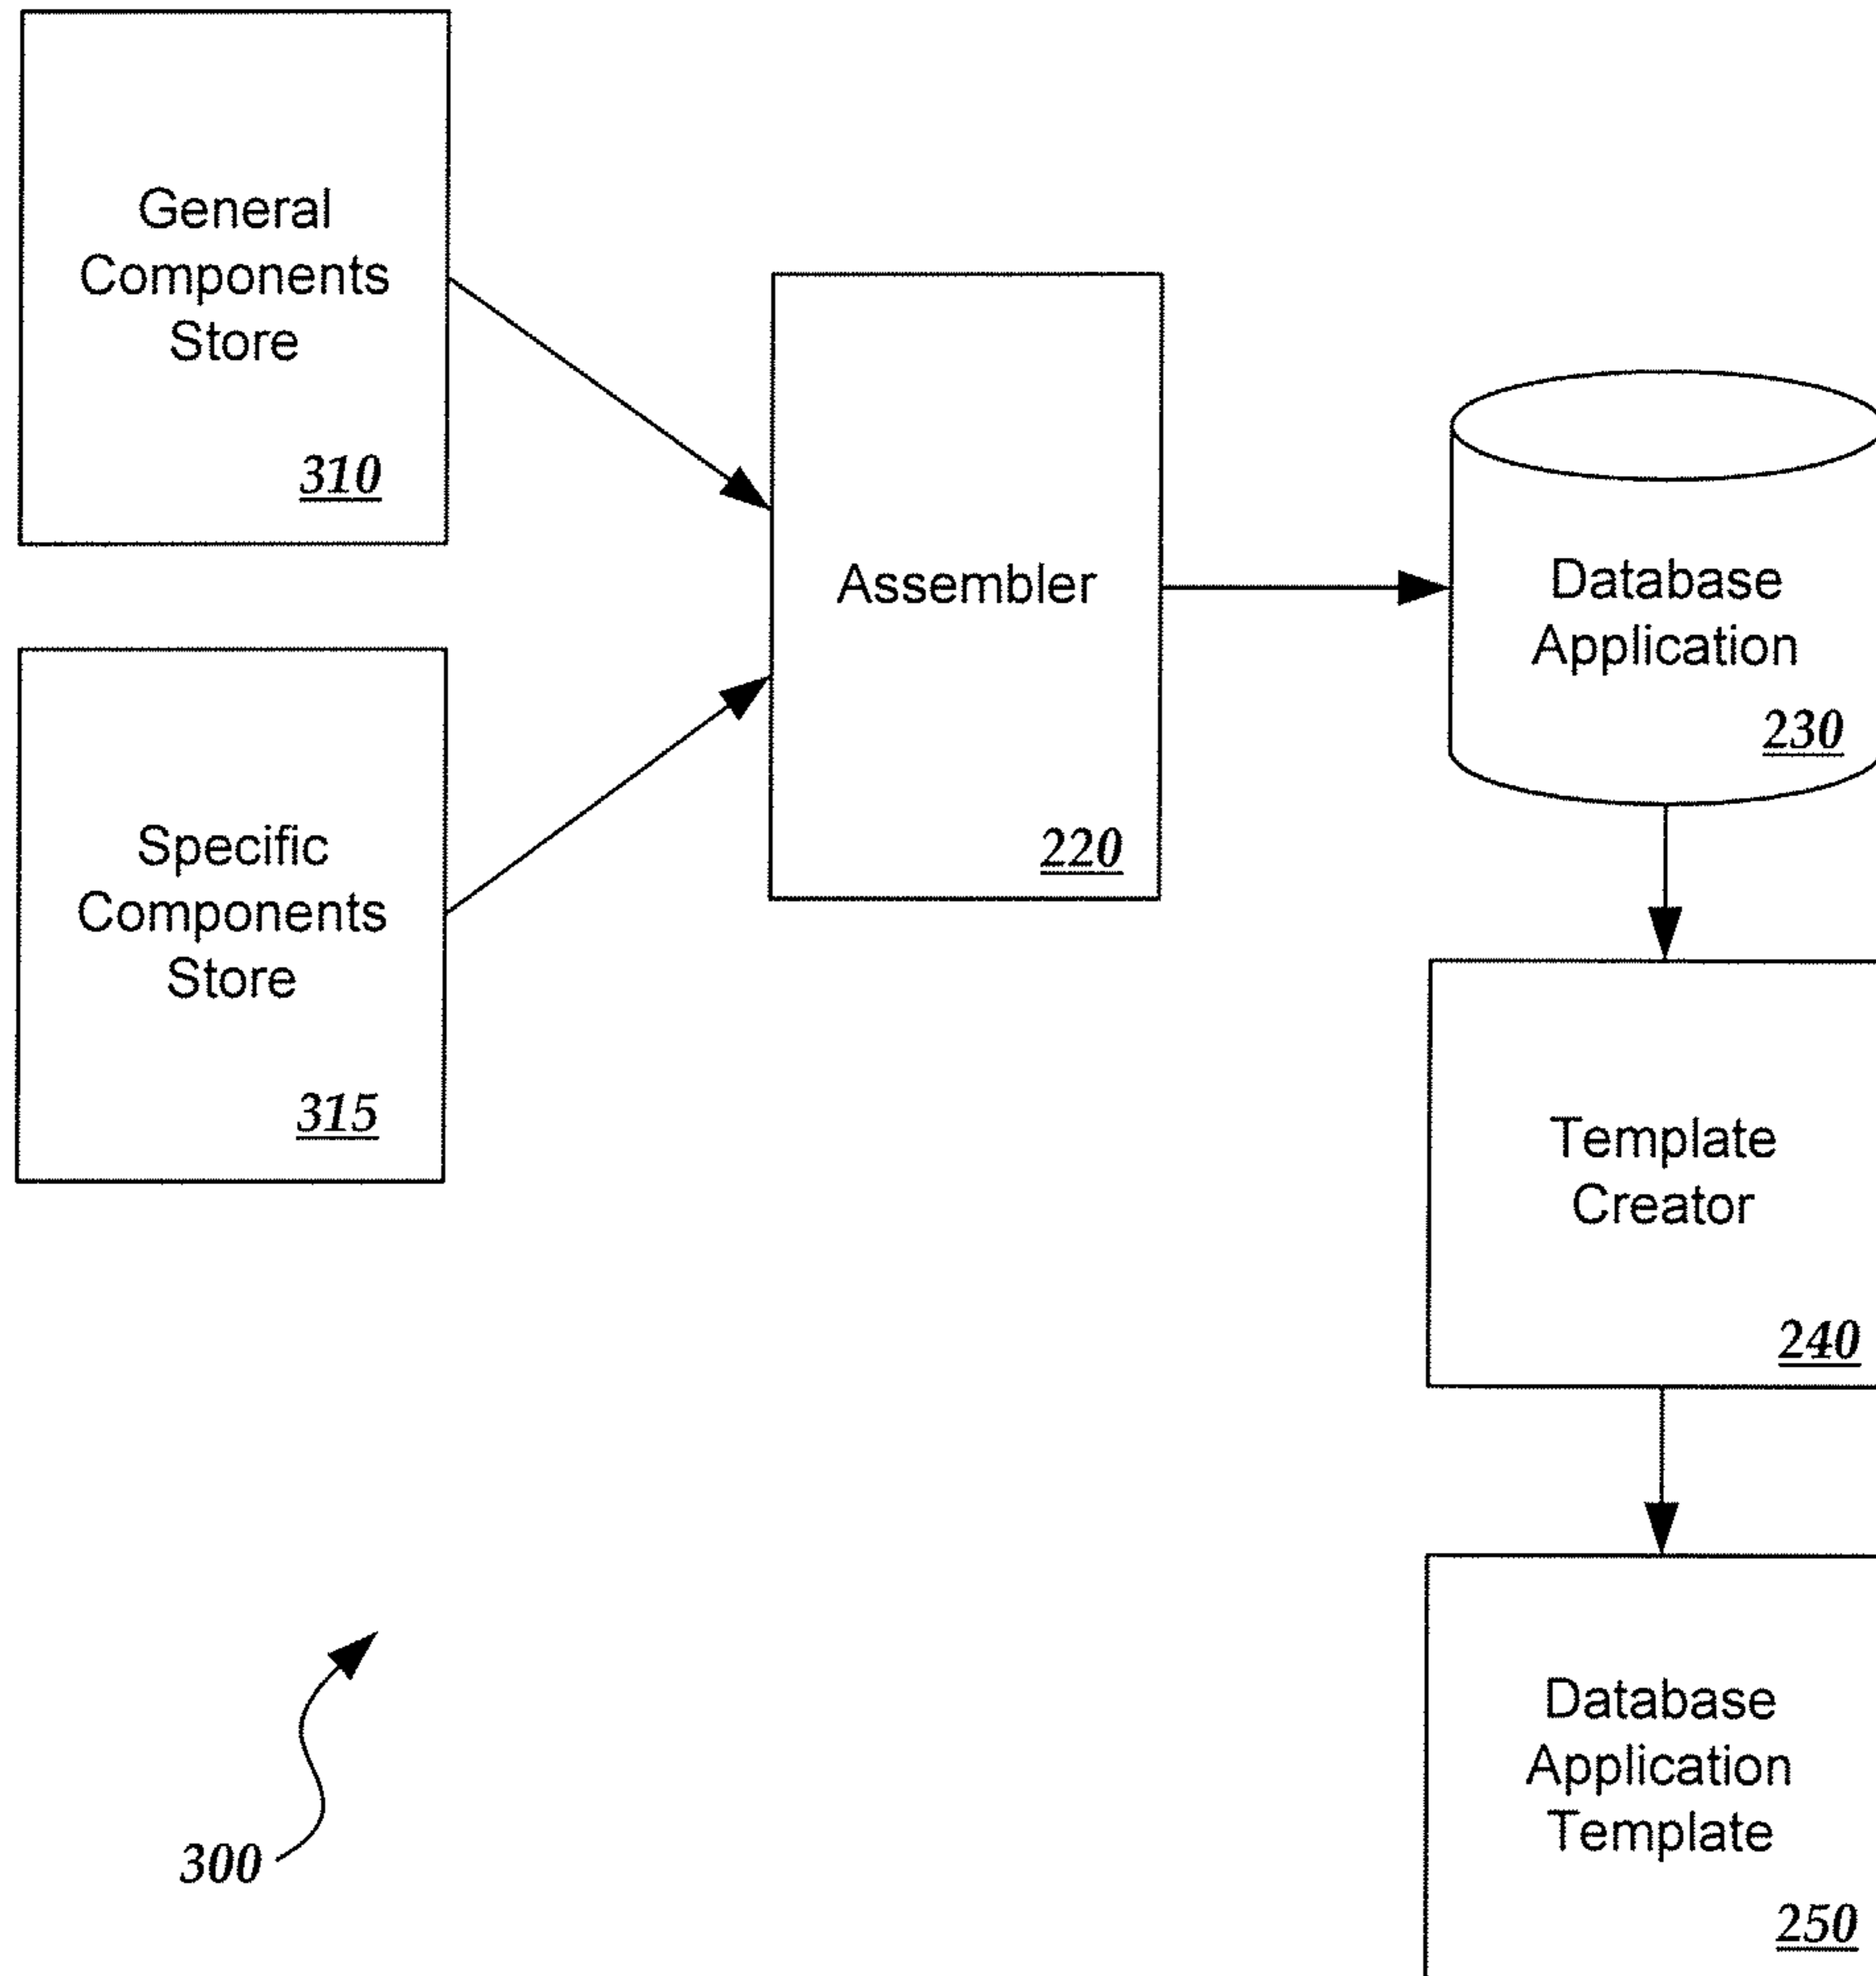 General
Components
Store
310
Specific
Components
Store
315
Assembler
220
Database
Application
230
Template
Creator
240
Database
Application
Template
250
300